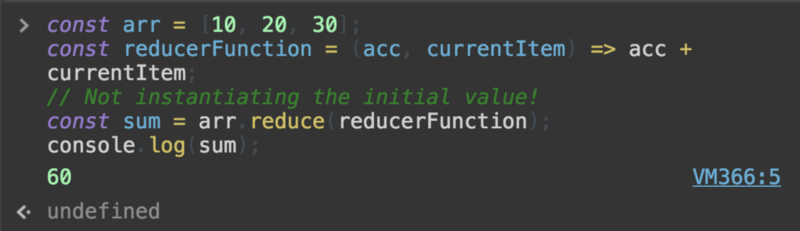 const arr = [10, 20, 30];
const reducerFunction = (acc, currentItem) => acc +
currentItem;
// Not instantiating the initial value!
const sum = arr.reduce(reducerFunction);
console.log(sum);
60 VM366:5
undefined